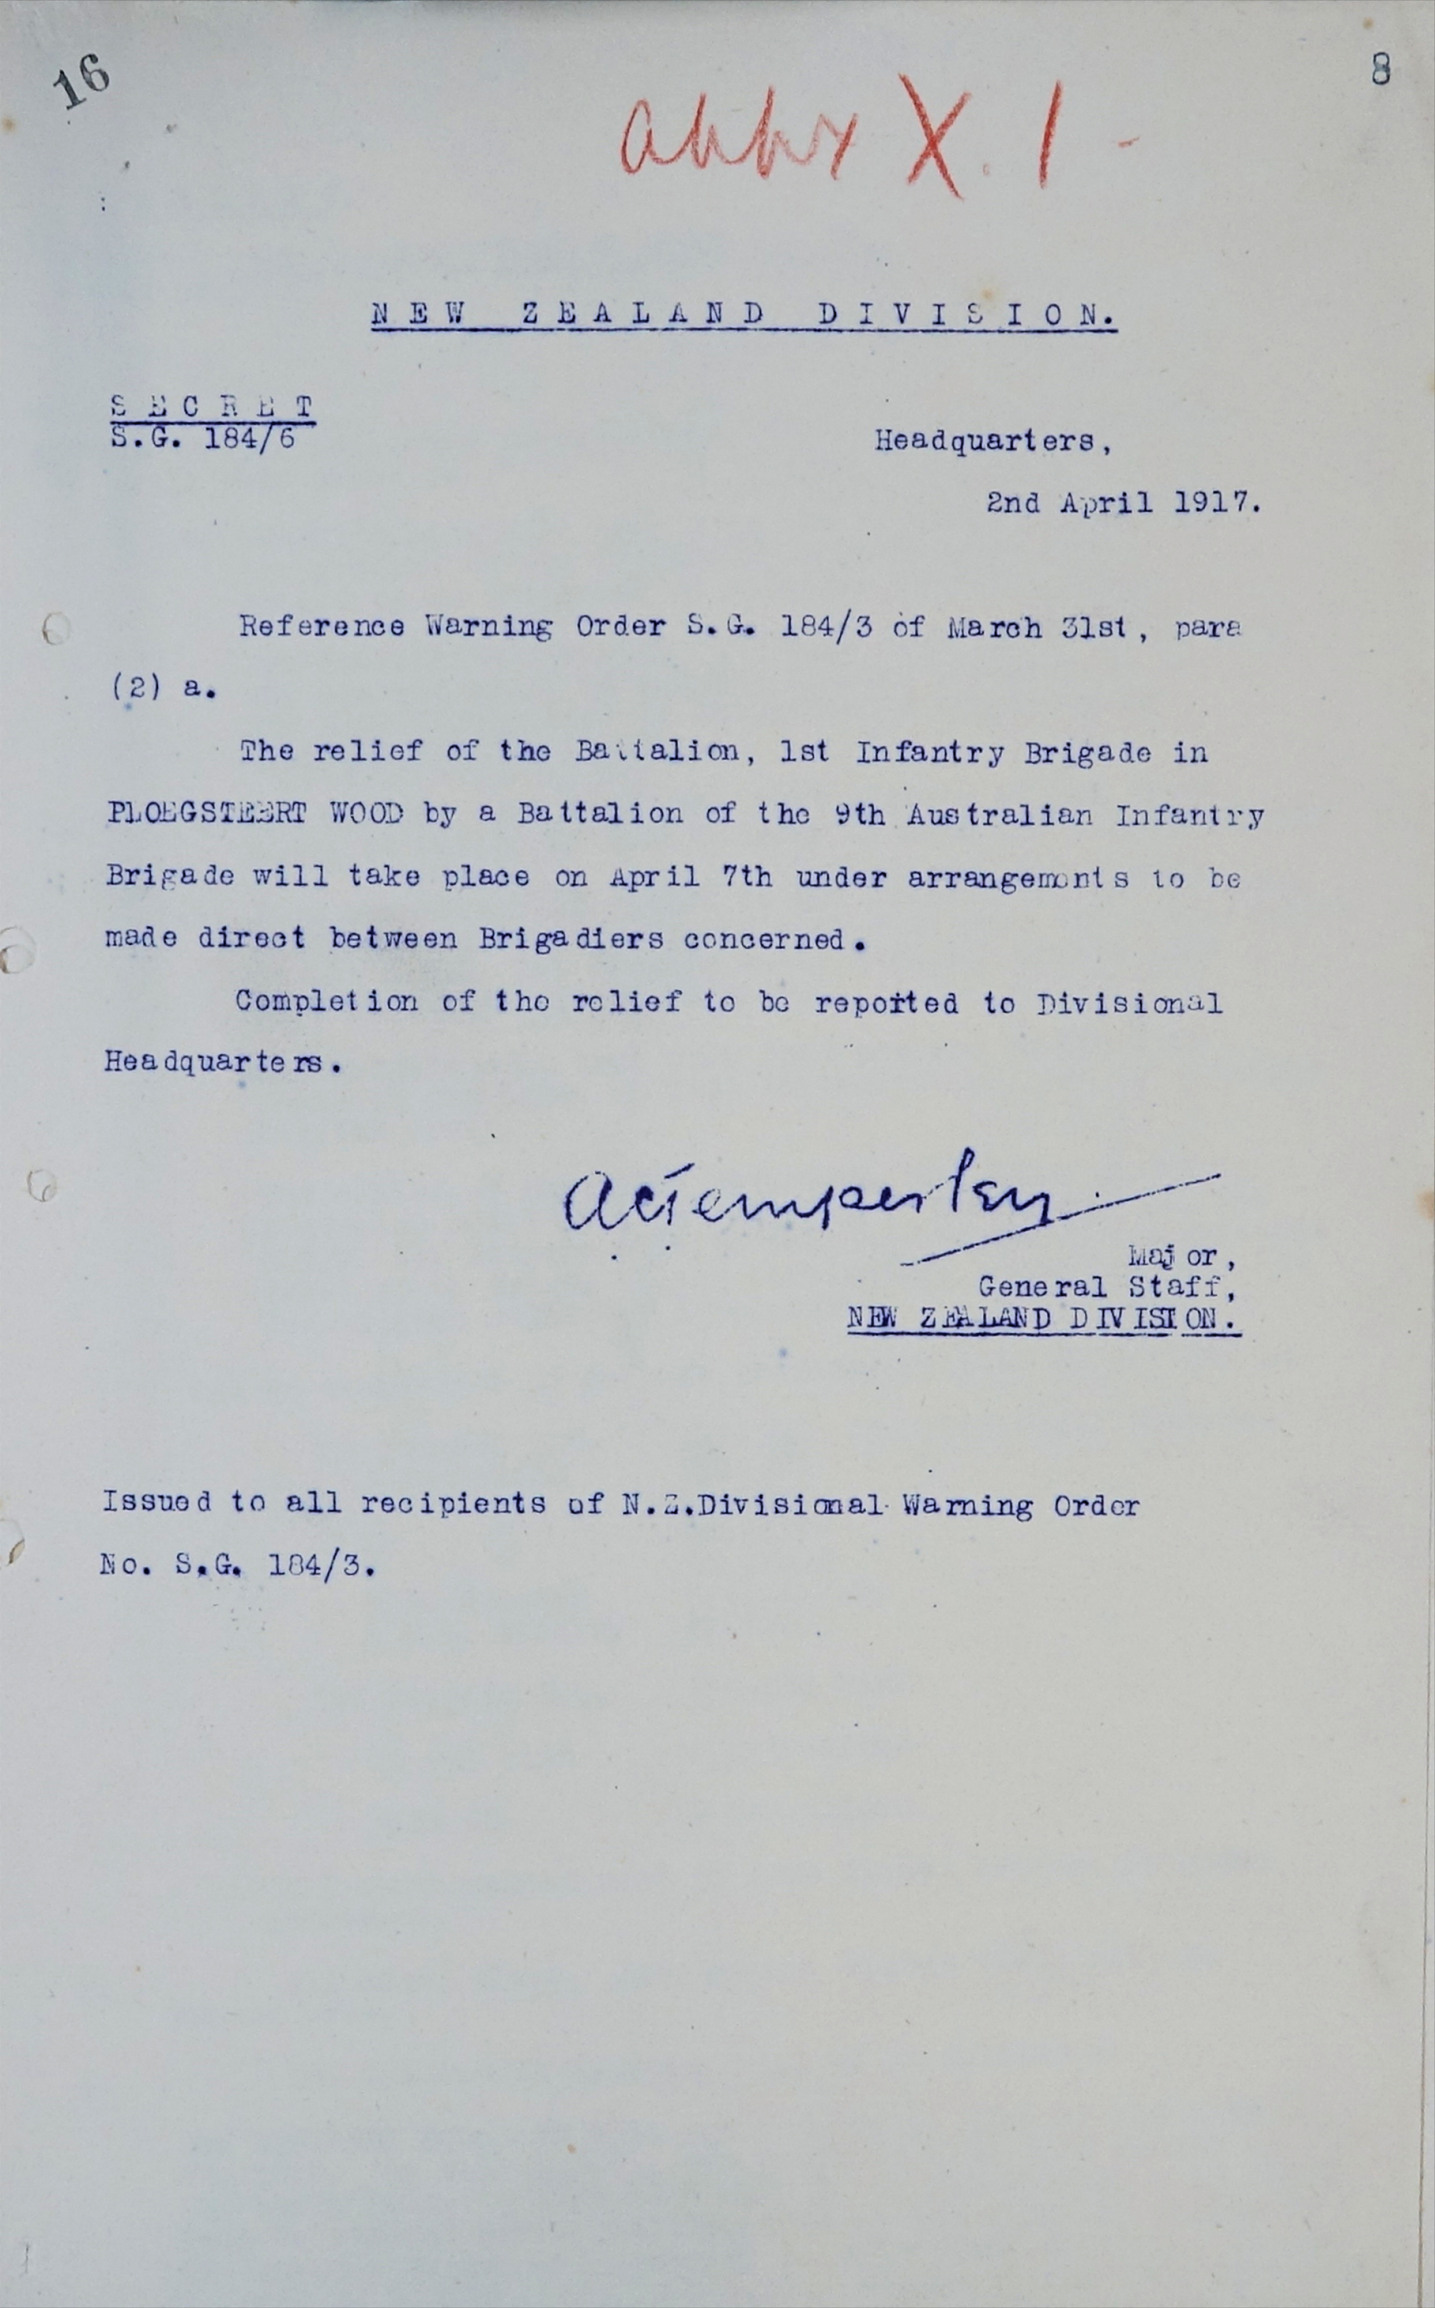 16
8
appx X. 1 -
NEW ZEALAND DIVISION.
SECRET
S.G. 184/6
Headquarters,
2nd April 1917.
Reference Warning Order S.G. 184/3 of March 31st, para
(2) a.
The relief of the Battalion, 1st Infantry Brigade in
PLOEGSTEERT WOOD by a Battalion of the 9th Australian Infantry
Brigade will take place on April 7th under arrangements to be
made direct between Brigadiers concerned.
Completion of the relief to be reported to Divisional
Headquarters.
ACTemperley
Major,
General Staff,
NEW ZEALAND DIVISION.
Issued to all recipients of N.Z.Divisional Warning Order
No. S.G. 184/3.